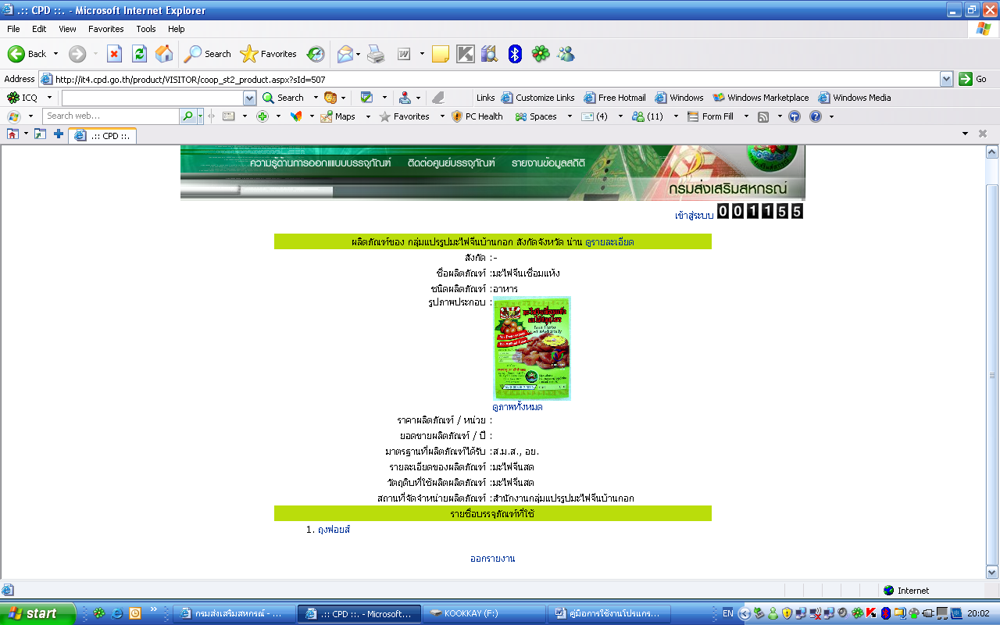 .:: CPD ::. - Microsoft Internet Explorer
File Edit View Favorites Tools Help
Back Search Favorites
Address http://it4.cpd.go.th/product/VISITOR/coop_st2_product.aspx?sId=507 Go
ICQ Search Links Customize Links Free Hotmail Windows Windows Marketplace Windows Media
Search web... Maps Favorites PC Health Spaces (4) (11) Form Fill
.:: CPD ::.
ความรู้ด้านการออกแบบบรรจุภัณฑ์ ติดต่อศูนย์บรรจุภัณฑ์ รายงานข้อมูลสถิติ
กรมส่งเสริมสหกรณ์
เข้าสู่ระบบ 001155
ผลิตภัณฑ์ของ กลุ่มแปรรูปมะไฟจีนบ้านกอก สังกัดจังหวัด น่าน ดูรายละเอียด
สังกัด :-
ชื่อผลิตภัณฑ์ :มะไฟจีนเชื่อมแห้ง
ชนิดผลิตภัณฑ์ :อาหาร
รูปภาพประกอบ :
ดูภาพทั้งหมด
ราคาผลิตภัณฑ์ / หน่วย :
ยอดขายผลิตภัณฑ์ / ปี :
มาตรฐานที่ผลิตภัณฑ์ได้รับ :ส.ม.ส., อย.
รายละเอียดของผลิตภัณฑ์ :มะไฟจีนสด
วัตถุดิบที่ใช้ผลิตผลิตภัณฑ์ :มะไฟจีนสด
สถานที่จัดจำหน่ายผลิตภัณฑ์ :สำนักงานกลุ่มแปรรูปมะไฟจีนบ้านกอก
รายชื่อบรรจุภัณฑ์ที่ใช้
1. ถุงฟอยส์
ออกรายงาน
Internet
start กรมส่งเสริมสหกรณ์ - ... .:: CPD ::. - Microsoft... KOOKKAY (F:) คู่มือการใช้งานโปรแกร... EN 20:02